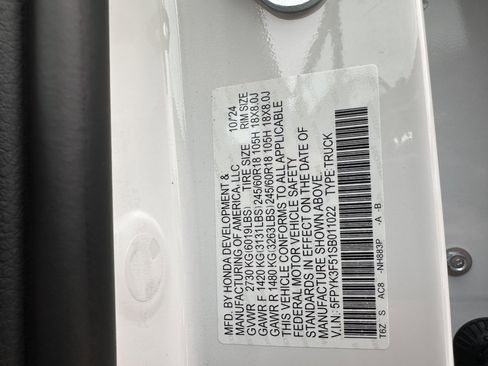 MFD. BY HONDA DEVELOPMENT &
MANUFACTURING OF AMERICA, LLC 10/24
GVWR 2730 KG(6019LBS) TIRE SIZE RIM SIZE
GAWR F 1420 KG(3131LBS)245/60R18 105H 18X8.0J
GAWR R 1480 KG(3263LBS)245/60R18 105H 18X8.0J
THIS VEHICLE CONFORMS TO ALL APPLICABLE
FEDERAL MOTOR VEHICLE SAFETY
STANDARDS IN EFFECT ON THE DATE OF
MANUFACTURE SHOWN ABOVE.
V.I.N: 5FPYK3F51SB011022 TYPE:TRUCK
T6Z S AC8 -NH883P -A -B